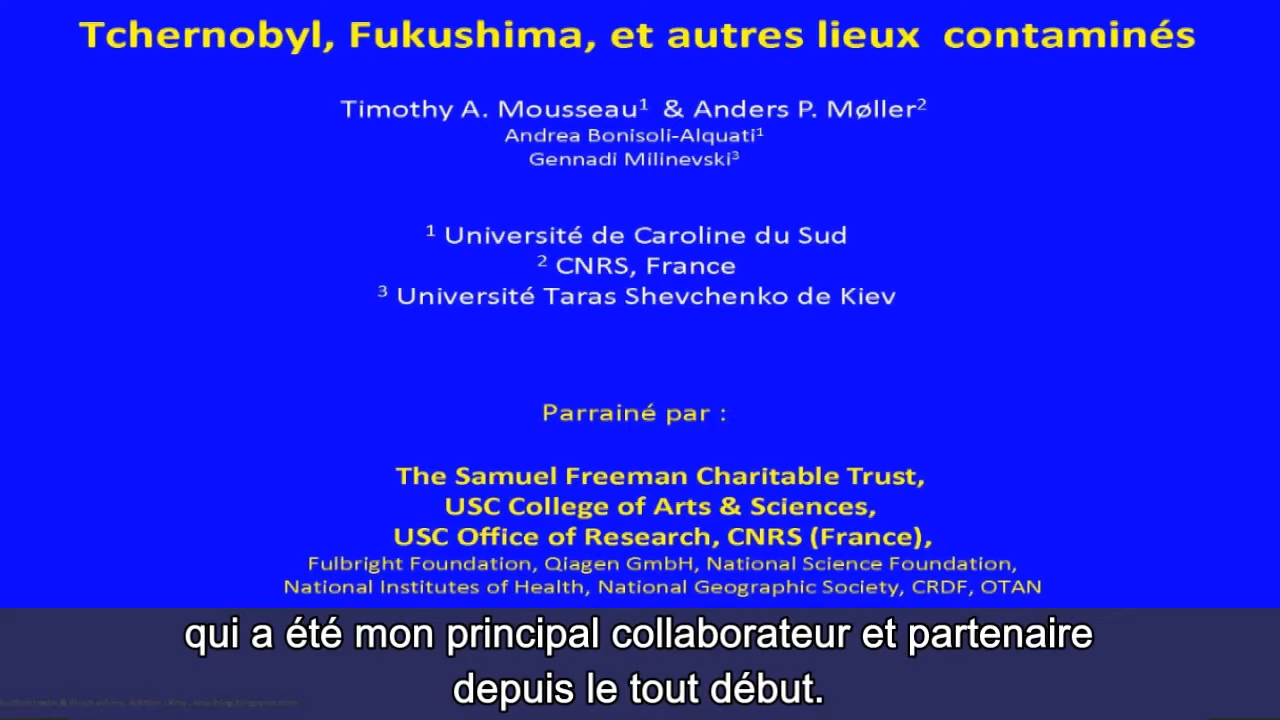 Tchernobyl, Fukushima, et autres lieux contaminés
Timothy A. Mousseau¹ & Anders P. Møller²
Andrea Bonisoli-Alquati¹
Gennadi Milinevski³
¹ Université de Caroline du Sud
² CNRS, France
³ Université Taras Shevchenko de Kiev
Parrainé par :
The Samuel Freeman Charitable Trust,
USC College of Arts & Sciences,
USC Office of Research, CNRS (France),
Fulbright Foundation, Qiagen GmbH, National Science Foundation,
National Institutes of Health, National Geographic Society, CRDF, OTAN
qui a été mon principal collaborateur et partenaire
depuis le tout début.